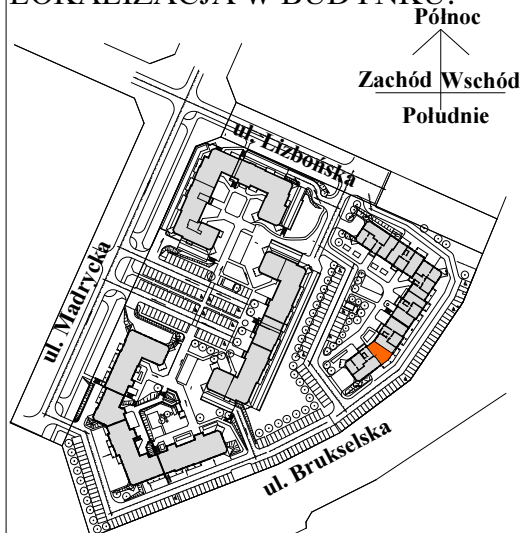 LOKALIZACJA W BUDYNKU:
Północ
Zachód Wschód
Południe
ul. Lizbońska
ul. Madrycka
ul. Brukselska